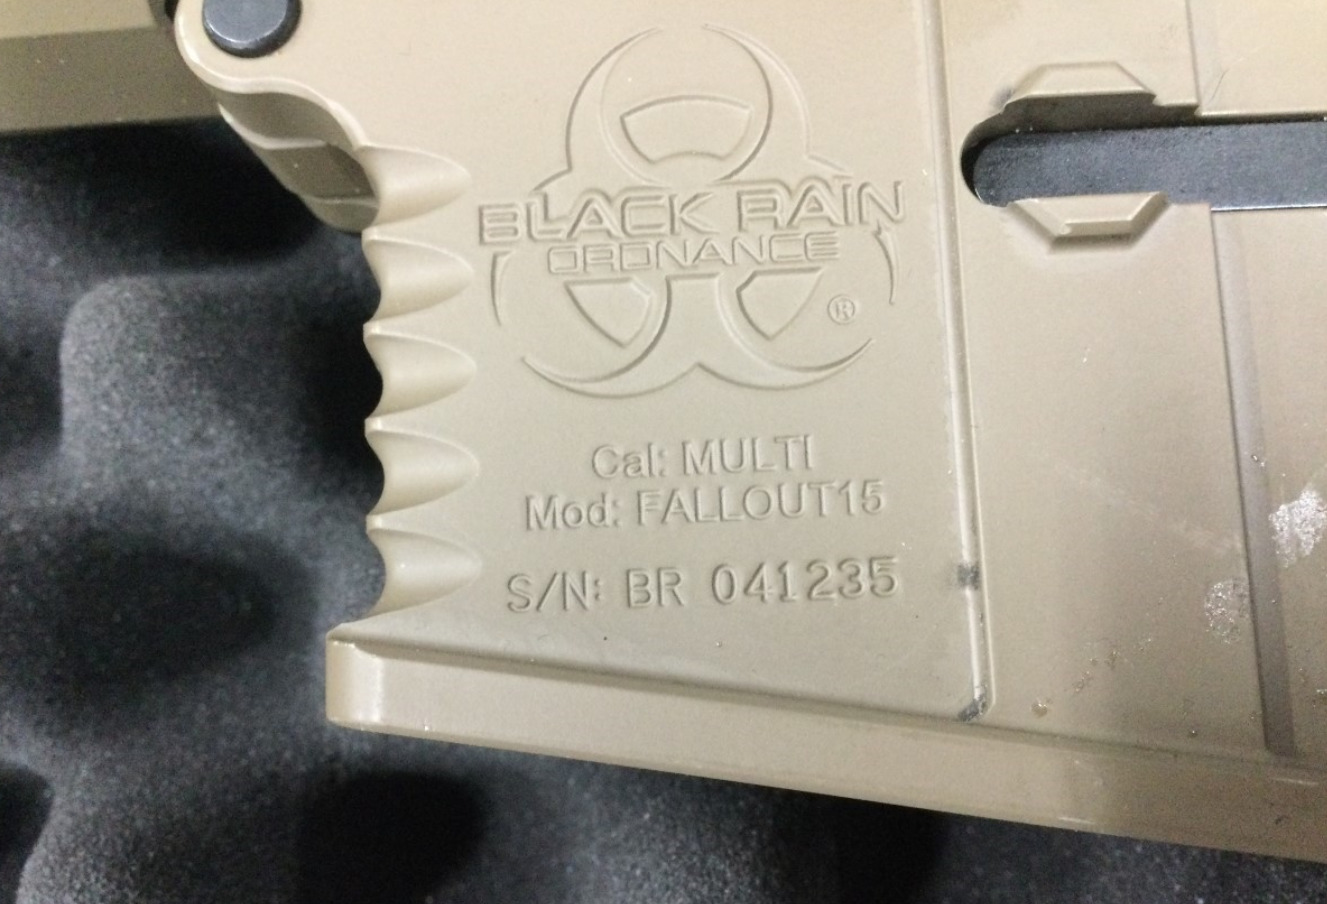 BLACK RAIN
ORDNANCE
®
Cal: MULTI
Mod: FALLOUT15
S/N: BR 041235